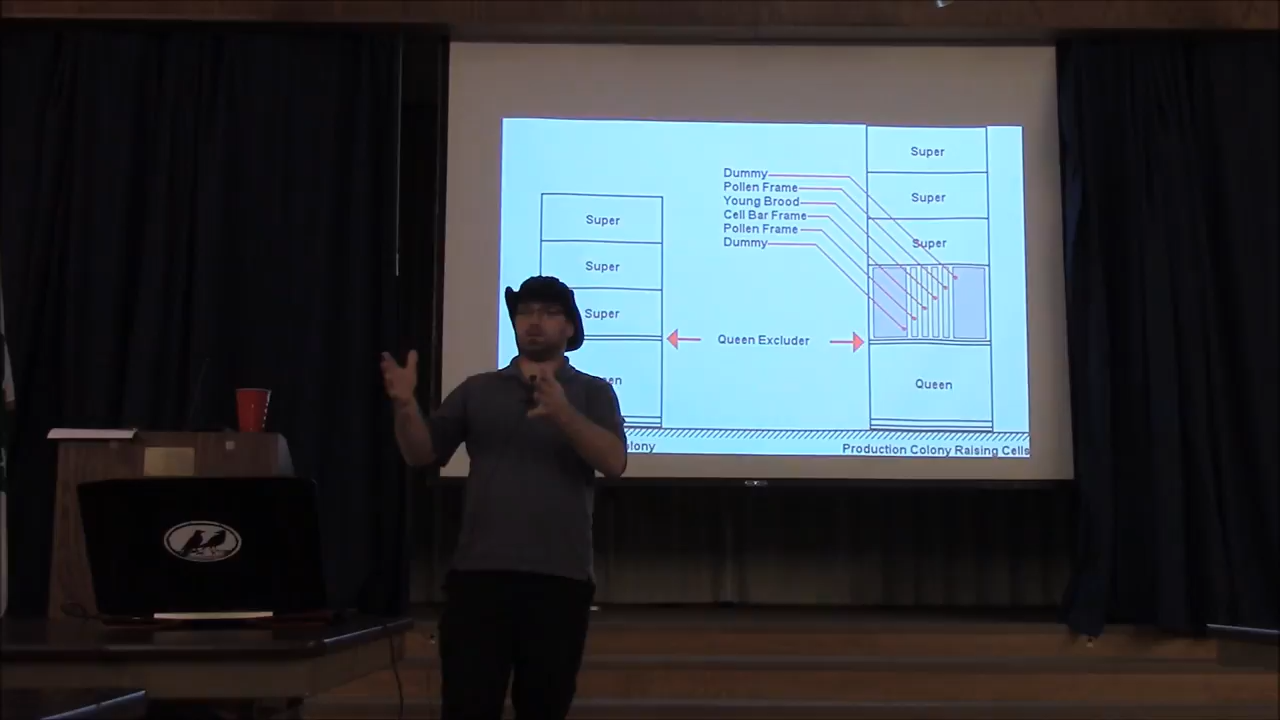 Super
Super
Super
Dummy
Pollen Frame
Young Brood
Cell Bar Frame
Pollen Frame
Dummy
Super
Super
Super
Queen Excluder
Queen
Production Colony Raising Cells